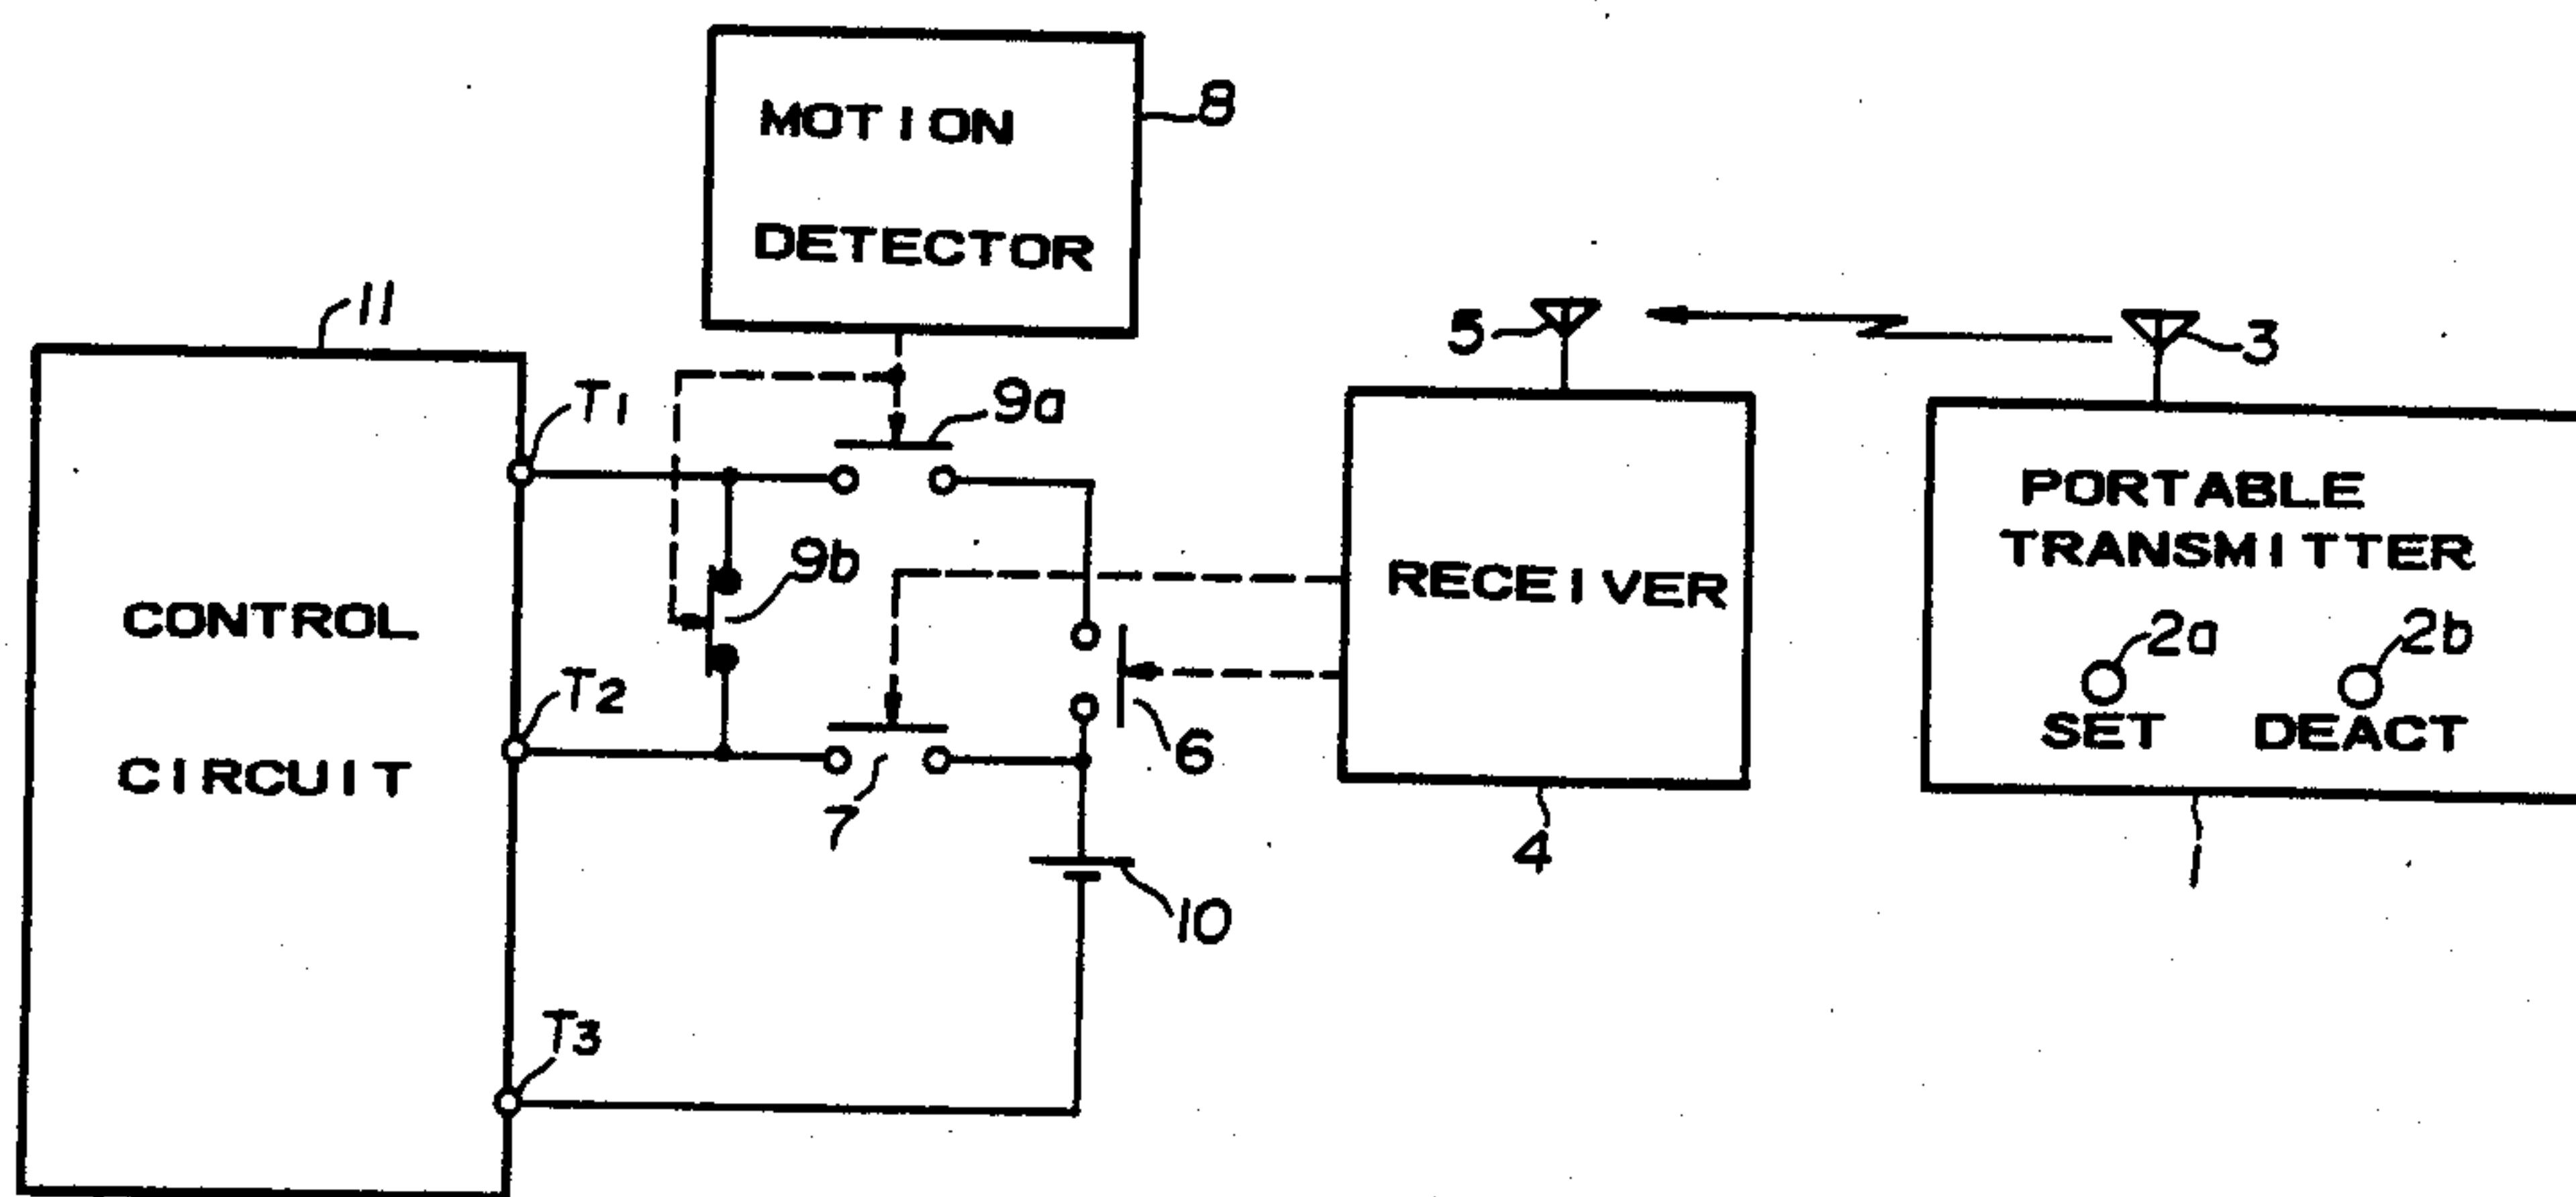 MOTION
DETECTOR
8
11
CONTROL
CIRCUIT
T1
T2
T3
9a
9b
7
6
10
5
RECEIVER
4
3
PORTABLE
TRANSMITTER
2a
2b
SET
DEACT
1